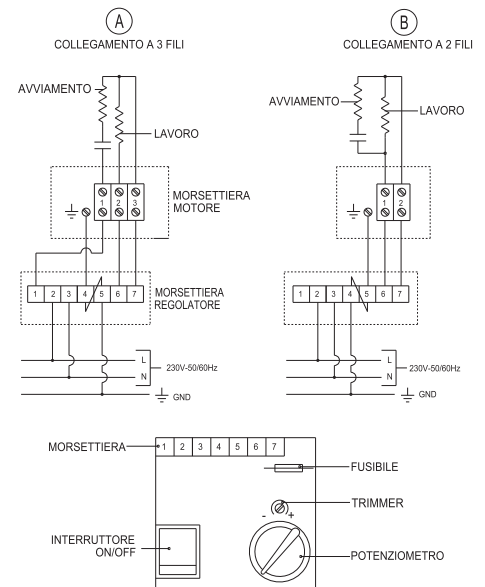 A
COLLEGAMENTO A 3 FILI
AVVIAMENTO
LAVORO
1 2 3
MORSETTIERA
MOTORE
1 2 3 4 5 6 7
MORSETTIERA
REGOLATORE
L
N
230V-50/60Hz
GND
B
COLLEGAMENTO A 2 FILI
AVVIAMENTO
LAVORO
1 2
1 2 3 4 5 6 7
L
N
230V-50/60Hz
GND
MORSETTIERA
1 2 3 4 5 6 7
FUSIBILE
TRIMMER
- +
INTERRUTTORE
ON/OFF
POTENZIOMETRO